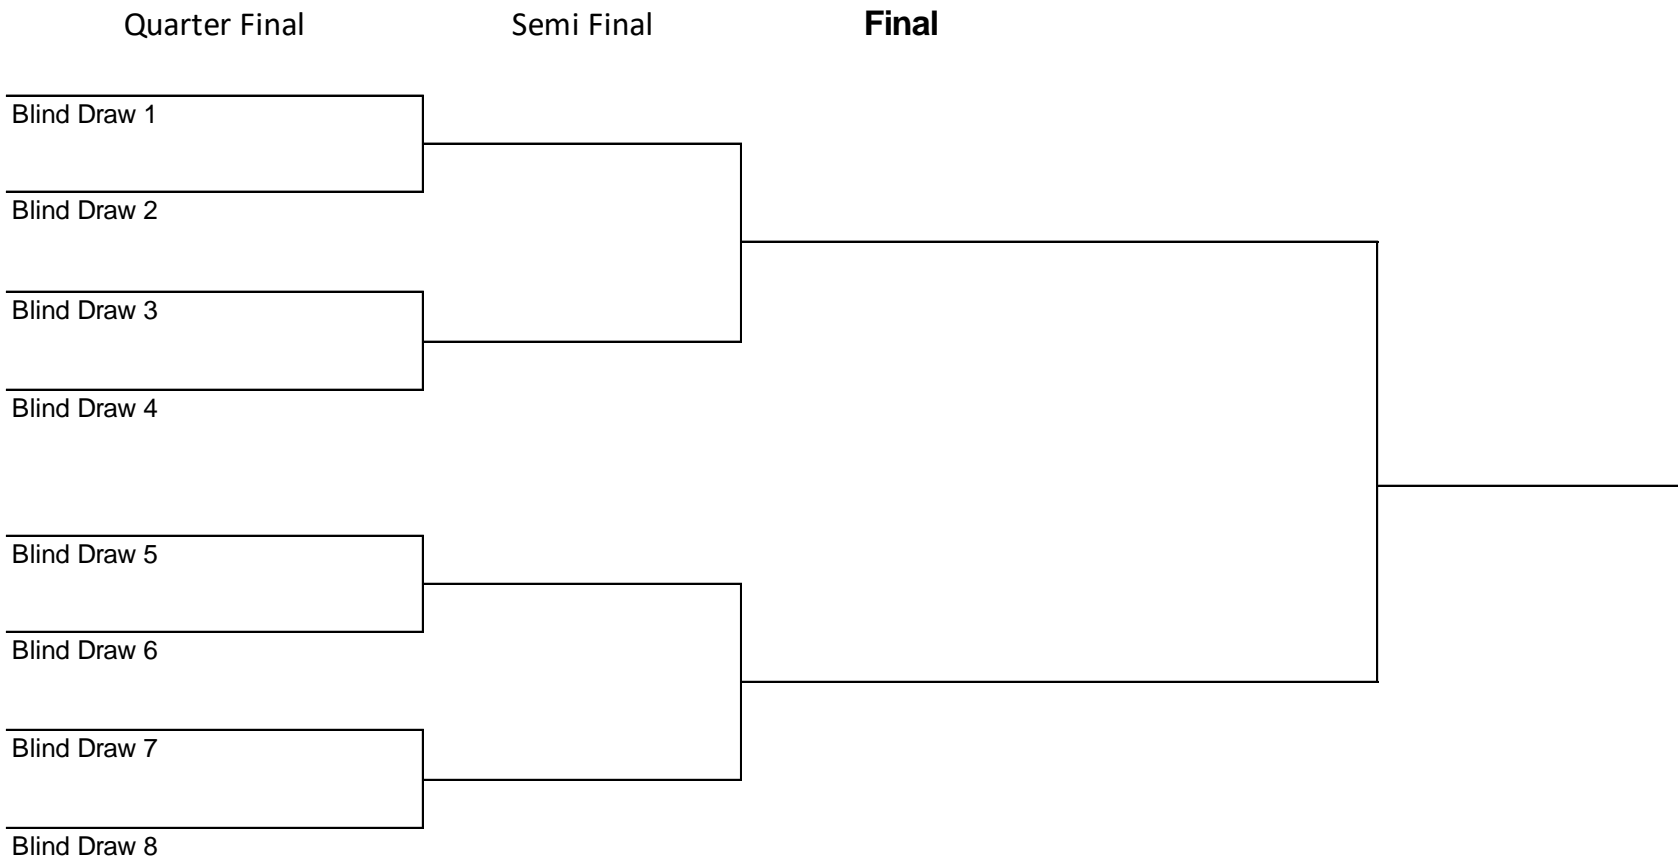 Quarter Final Semi Final Final
Blind Draw 1
Blind Draw 2
Blind Draw 3
Blind Draw 4
Blind Draw 5
Blind Draw 6
Blind Draw 7
Blind Draw 8